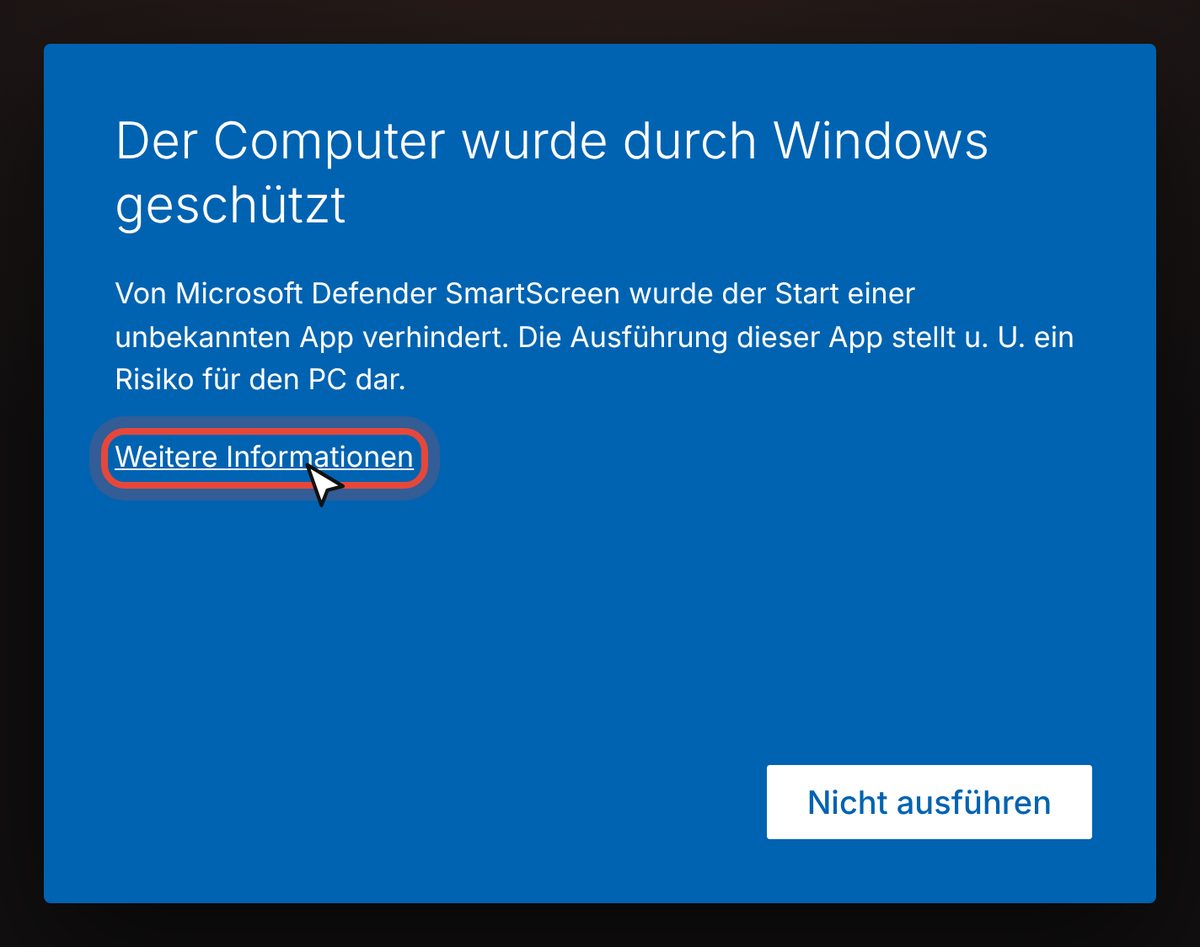 Der Computer wurde durch Windows
geschützt
Von Microsoft Defender SmartScreen wurde der Start einer
unbekannten App verhindert. Die Ausführung dieser App stellt u. U. ein
Risiko für den PC dar.
Weitere Informationen
Nicht ausführen